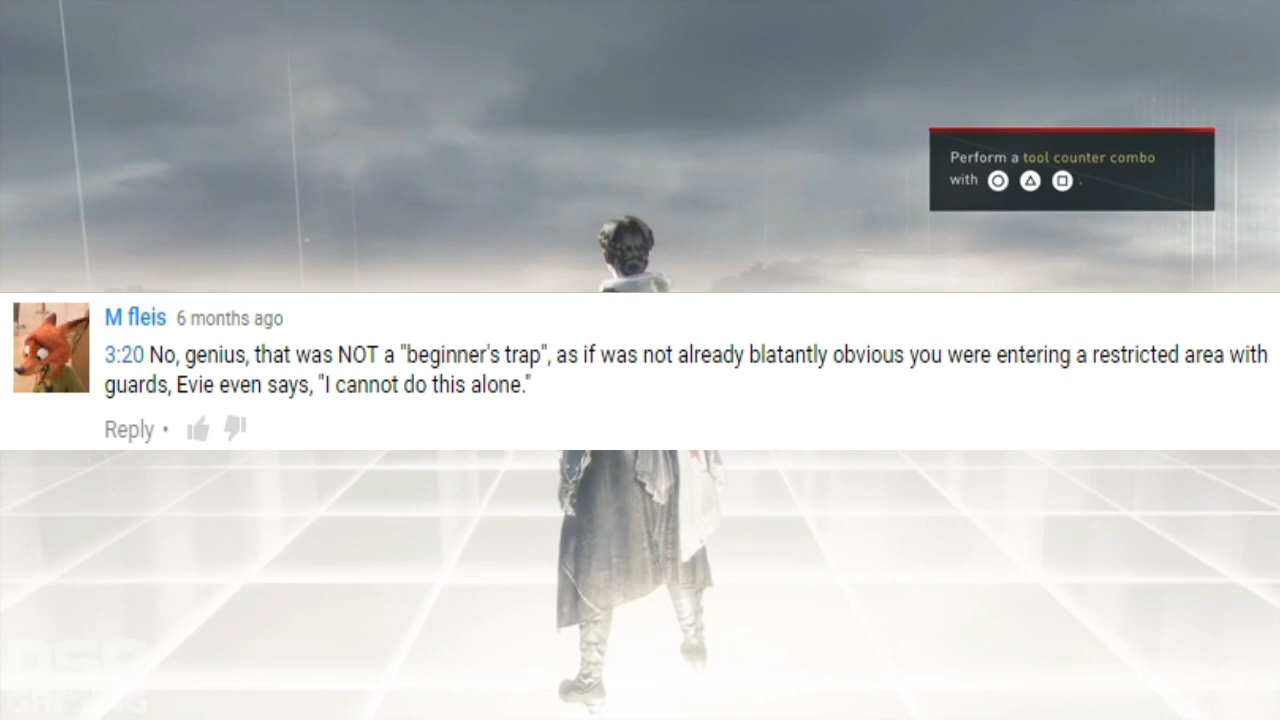 Perform a tool counter combo
with
M fleis 6 months ago
3:20 No, genius, that was NOT a "beginner's trap", as if was not already blatantly obvious you were entering a restricted area with
guards, Evie even says, "I cannot do this alone."
Reply •
DSP
GAMING